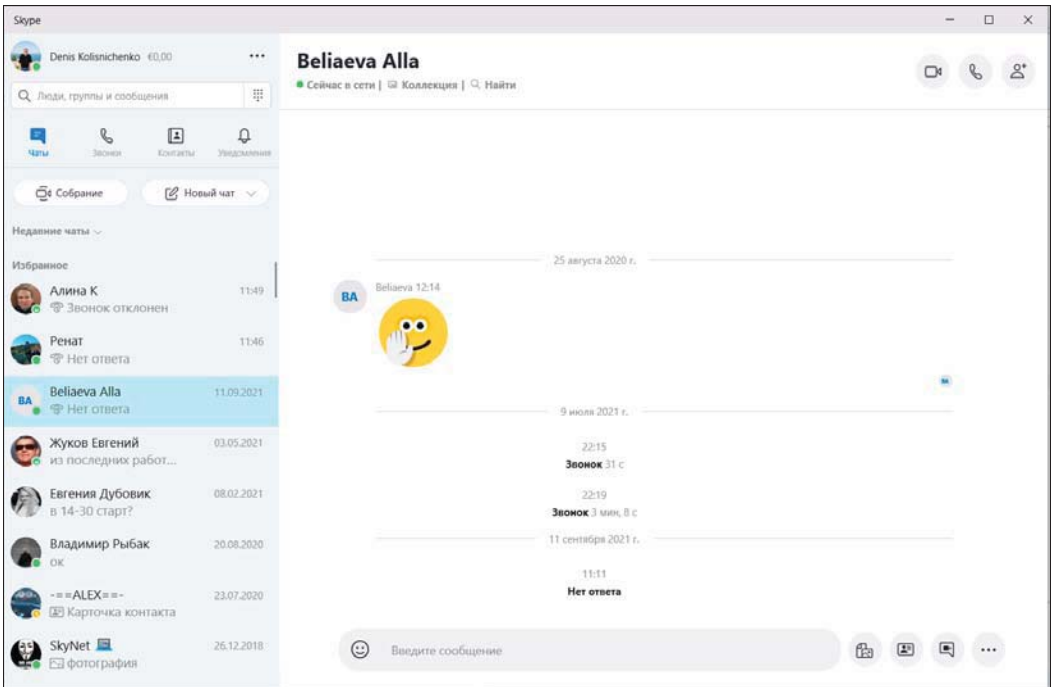 Skype
Denis Kolisnichenko €0,00
Люди, группы и сообщения
Чаты Звонки Контакты Уведомления
Собрание Новый чат
Недавние чаты
Избранное
Алина К 11:49
Звонок отклонен
Ренат 11:46
Нет ответа
BA
Beliaeva Alla 11.09.2021
Нет ответа
Жуков Евгений 03.05.2021
из последних работ...
Евгения Дубовик 08.02.2021
в 14-30 старт?
Владимир Рыбак 20.08.2020
ок
-==ALEX==- 23.07.2020
Карточка контакта
SkyNet 26.12.2018
фотография
Beliaeva Alla
Сейчас в сети | Коллекция | Найти
25 августа 2020 г.
Beliaeva 12:14
BA
BA
9 июля 2021 г.
22:15
Звонок 31 с
22:19
Звонок 3 мин, 8 с
11 сентября 2021 г.
11:11
Нет ответа
Введите сообщение